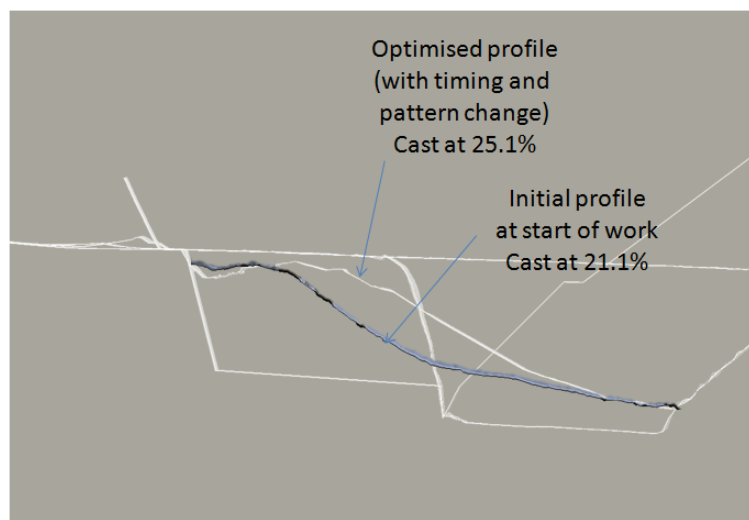 Optimised profile
(with timing and
pattern change)
Cast at 25.1%
Initial profile
at start of work
Cast at 21.1%